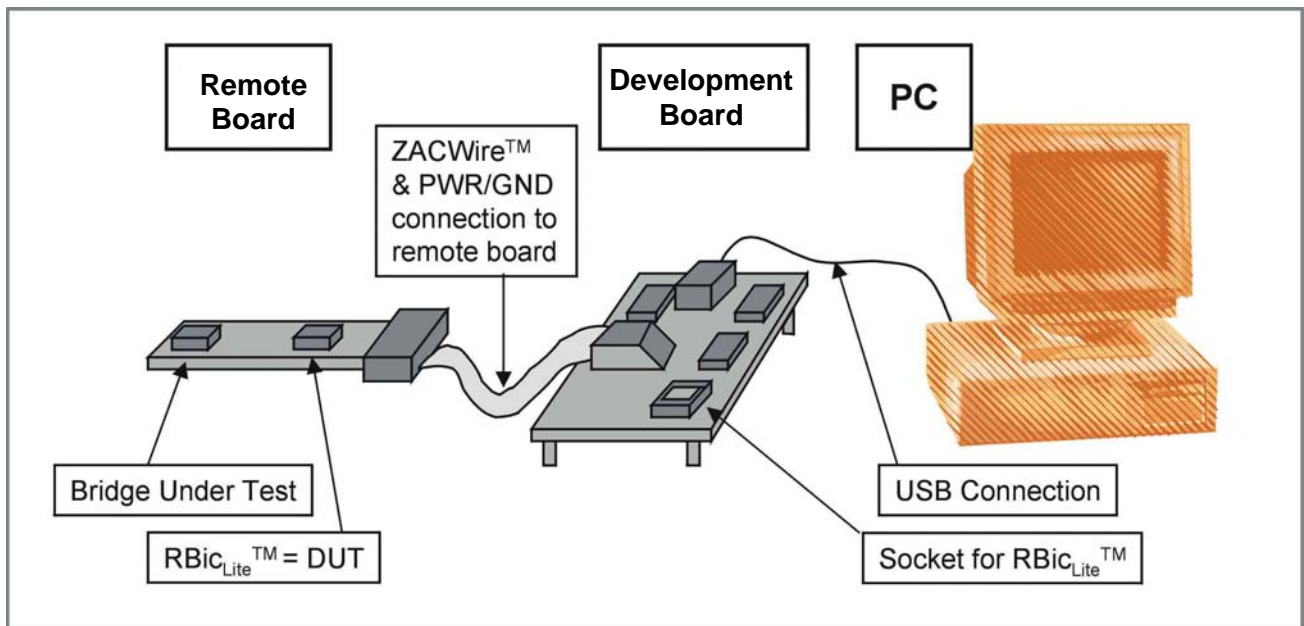 Remote
Board
Development
Board
PC
ZACWire™
& PWR/GND
connection to
remote board
Bridge Under Test
RBicLite™ = DUT
USB Connection
Socket for RBicLite™